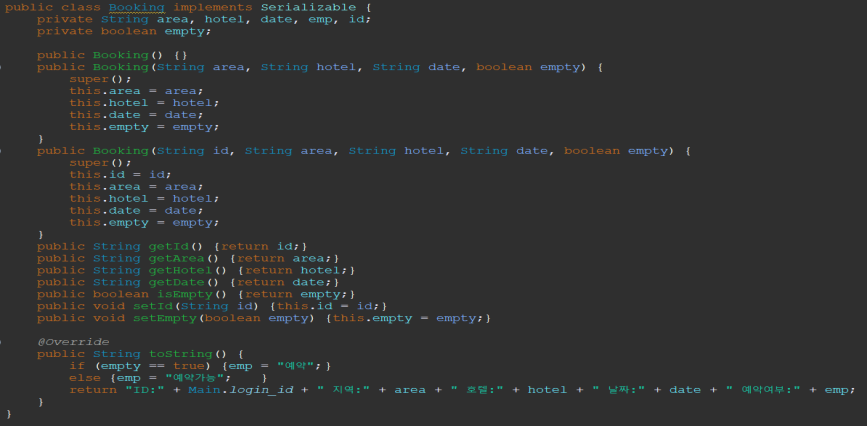 public class Booking implements Serializable {
    private String area, hotel, date, emp, id;
    private boolean empty;

    public Booking() {}
    public Booking(String area, String hotel, String date, boolean empty) {
        super();
        this.area = area;
        this.hotel = hotel;
        this.date = date;
        this.empty = empty;
    }
    public Booking(String id, String area, String hotel, String date, boolean empty) {
        super();
        this.id = id;
        this.area = area;
        this.hotel = hotel;
        this.date = date;
        this.empty = empty;
    }
    public String getId() {return id;}
    public String getArea() {return area;}
    public String getHotel() {return hotel;}
    public String getDate() {return date;}
    public boolean isEmpty() {return empty;}
    public void setId(String id) {this.id = id;}
    public void setEmpty(boolean empty) {this.empty = empty;}

    @Override
    public String toString() {
        if (empty == true) {emp = "예약";}
        else {emp = "예약가능";    }
        return "ID:" + Main.login_id + " 지역:" + area + " 호텔:" + hotel + " 날짜:" + date + " 예약여부:" + emp;
    }
}